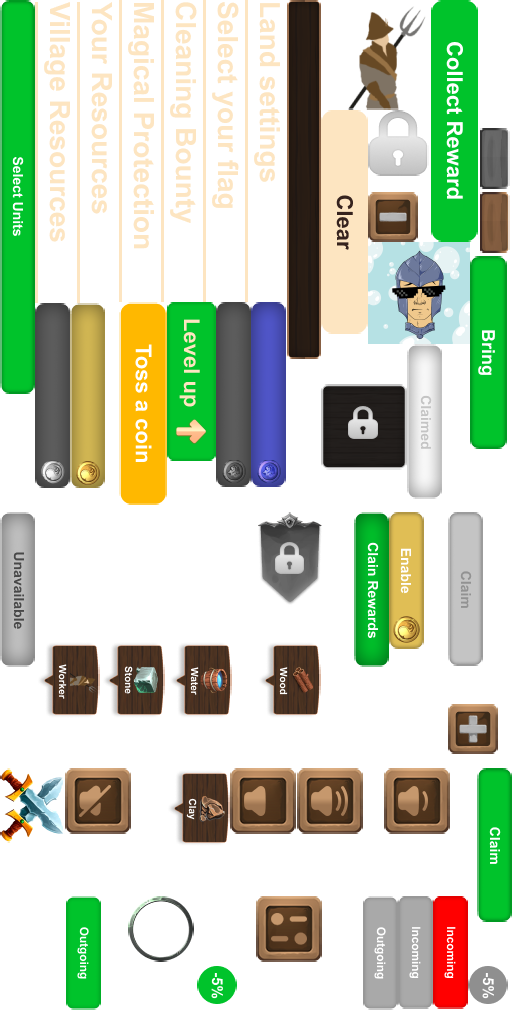 Collect Reward
Bring
Clear
Claimed
Land settings
Select your flag
Cleaning Bounty
Magical Protection
Your Resources
Village Resources
Select Units
Level up
Toss a coin
Claim
Enable
Clain Rewards
Unavailable
Wood
Water
Stone
Worker
Clay
Claim
-5%
Incoming
Incoming
Outgoing
-5%
Outgoing